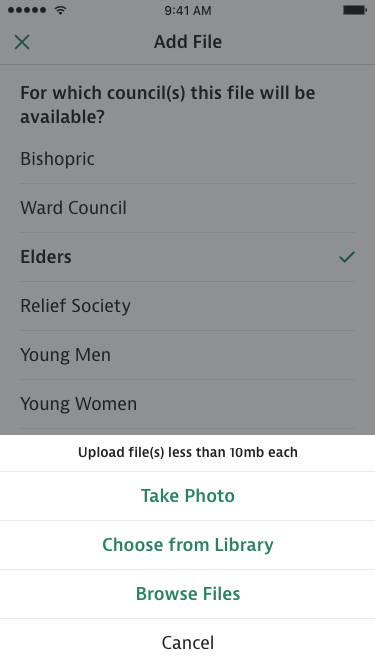 9:41 AM
Add File
For which council(s) this file will be
available?
Bishopric
Ward Council
Elders
Relief Society
Young Men
Young Women
Upload file(s) less than 10mb each
Take Photo
Choose from Library
Browse Files
Cancel